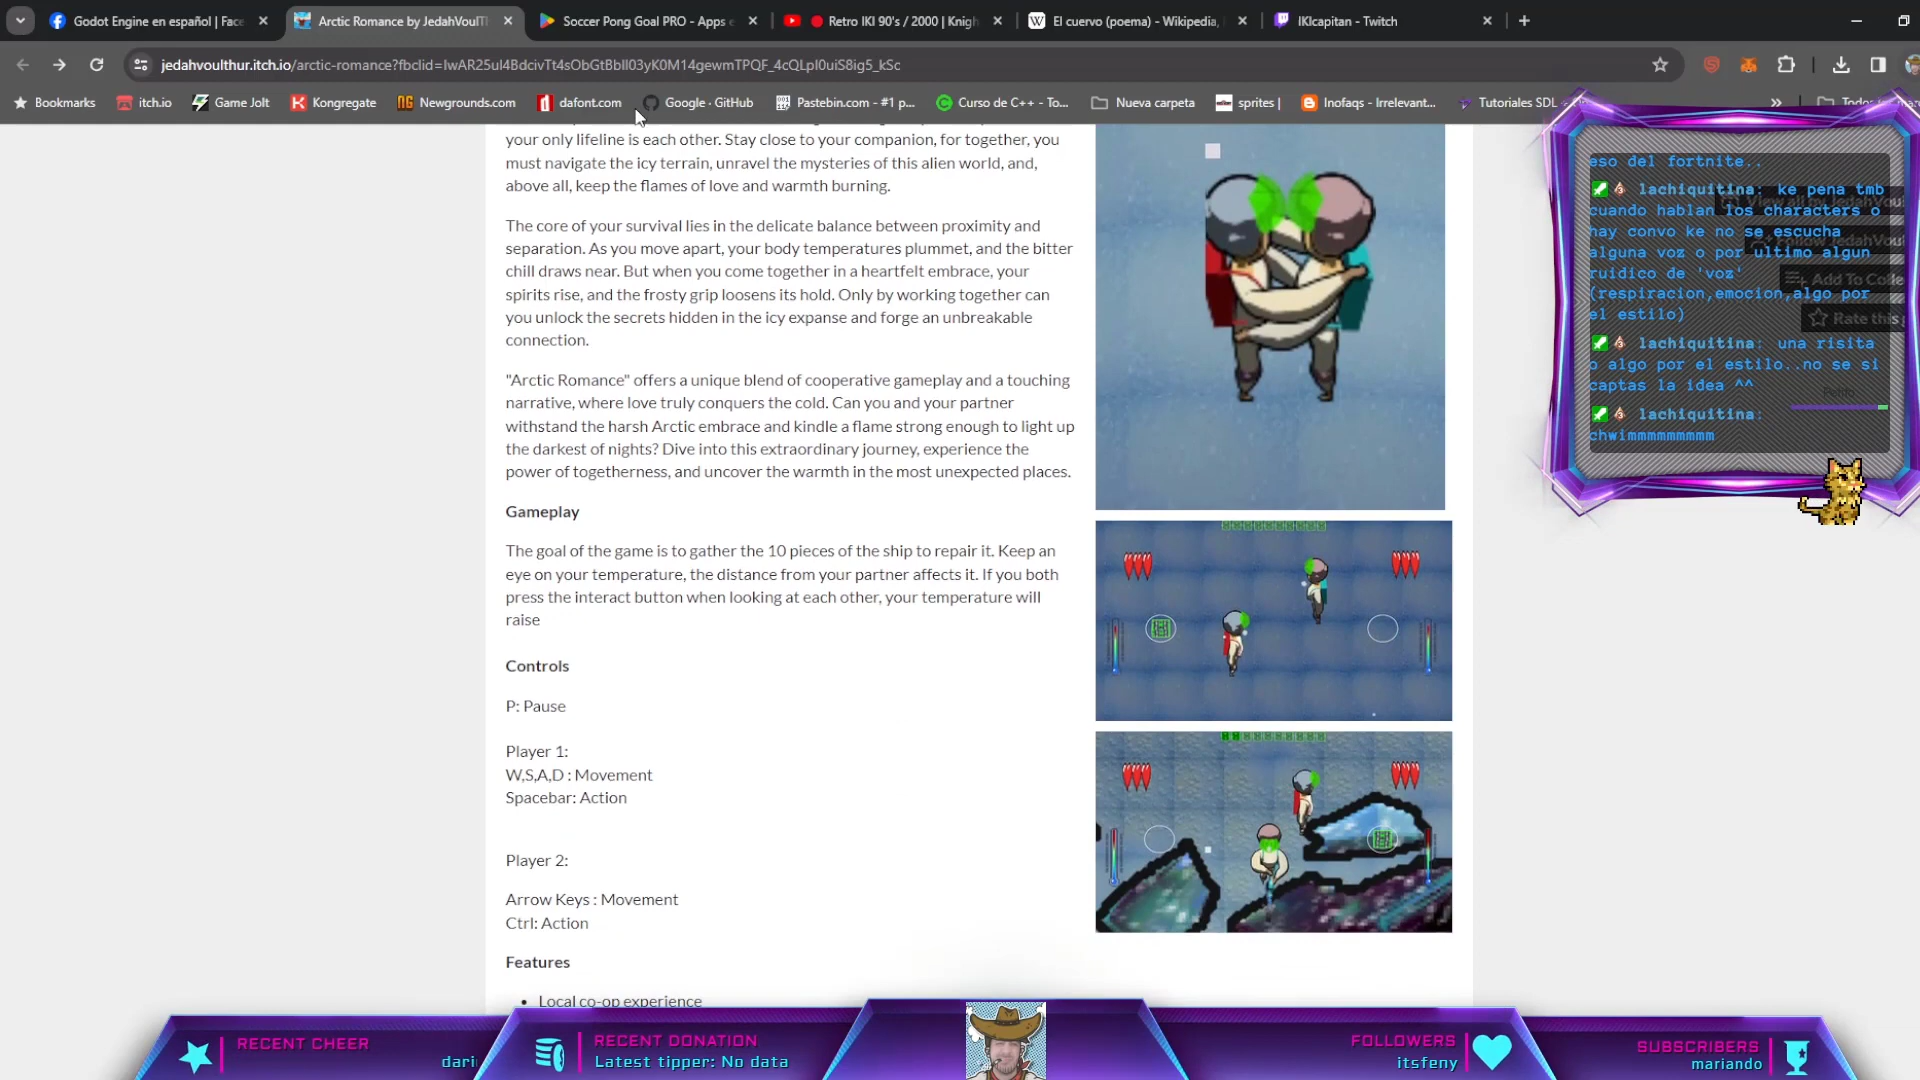 Godot Engine en español | Face
Arctic Romance by JedahVoulTh
Soccer Pong Goal PRO - Apps e
Retro IKI 90's / 2000 | Knigh
El cuervo (poema) - Wikipedia,
IKIcapitan - Twitch
jedahvoulthur.itch.io/arctic-romance?fbclid=IwAR25ul4BdcivTt4sObGtBbIl03yK0M14gewmTPQF_4cQLpI0uiS8ig5_kSc
Bookmarks
itch.io
Game Jolt
Kongregate
Newgrounds.com
dafont.com
Google · GitHub
Pastebin.com - #1 p...
Curso de C++ - To...
Nueva carpeta
sprites |
Inofaqs - Irrelevant...
Tutoriales SDL
your only lifeline is each other. Stay close to your companion, for together, you
must navigate the icy terrain, unravel the mysteries of this alien world, and,
above all, keep the flames of love and warmth burning.
The core of your survival lies in the delicate balance between proximity and
separation. As you move apart, your body temperatures plummet, and the bitter
chill draws near. But when you come together in a heartfelt embrace, your
spirits rise, and the frosty grip loosens its hold. Only by working together can
you unlock the secrets hidden in the icy expanse and forge an unbreakable
connection.
"Arctic Romance" offers a unique blend of cooperative gameplay and a touching
narrative, where love truly conquers the cold. Can you and your partner
withstand the harsh Arctic embrace and kindle a flame strong enough to light up
the darkest of nights? Dive into this extraordinary journey, experience the
power of togetherness, and uncover the warmth in the most unexpected places.
Gameplay
The goal of the game is to gather the 10 pieces of the ship to repair it. Keep an
eye on your temperature, the distance from your partner affects it. If you both
press the interact button when looking at each other, your temperature will
raise
Controls
P: Pause
Player 1:
W,S,A,D : Movement
Spacebar: Action
Player 2:
Arrow Keys : Movement
Ctrl: Action
Features
• Local co-op experience
eso del fortnite..
lachiquitina: ke pena tmb
cuando hablan los characters o
hay convo ke no se escucha
alguna voz o por ultimo algun
ruidico de 'voz'
(respiracion,emocion,algo por
el estilo)
lachiquitina: una risita
o algo por el estilo..no se si
captas la idea ^^
lachiquitina:
chwimmmmmmmmm
View all by JedahVou
Follow JedahVoul
Add To Colle
Rate this
RECENT CHEER
dari
RECENT DONATION
Latest tipper: No data
FOLLOWERS
itsfeny
SUBSCRIBERS
mariando